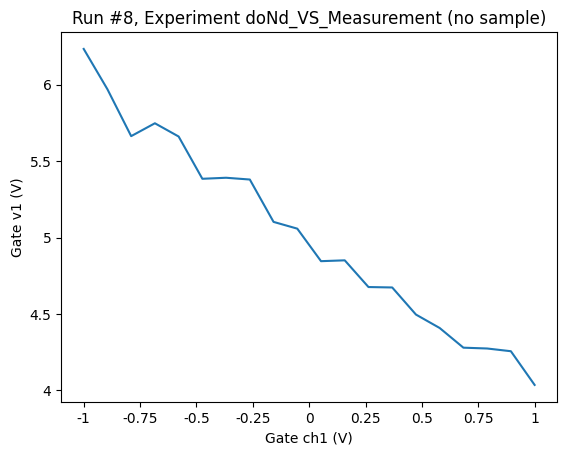 Run #8, Experiment doNd_VS_Measurement (no sample)
Gate v1 (V)
6
5.5
5
4.5
4
-1 -0.75 -0.5 -0.25 0 0.25 0.5 0.75 1
Gate ch1 (V)